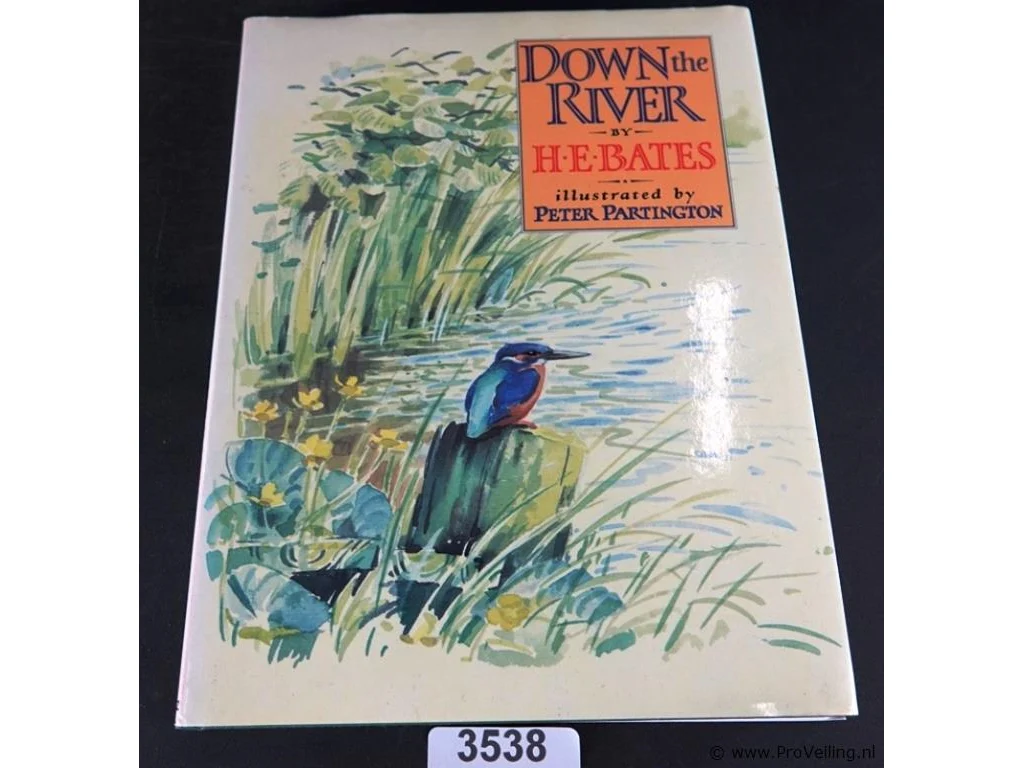 DOWN the
RIVER
BY
H·E·BATES
illustrated by
PETER PARTINGTON
3538
© www.ProVeiling.nl